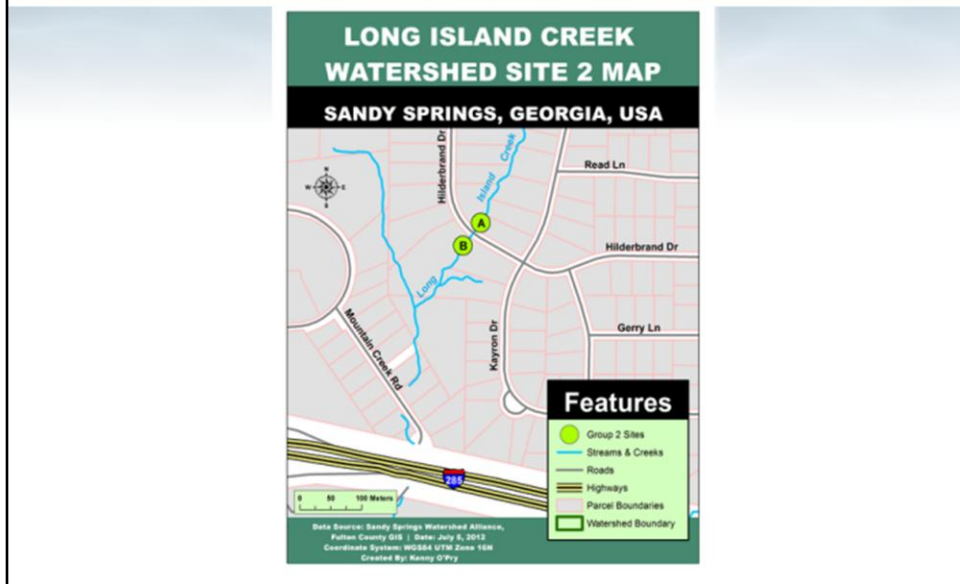 LONG ISLAND CREEK
WATERSHED SITE 2 MAP
SANDY SPRINGS, GEORGIA, USA
Hilderbrand Dr
Creek
Island
Read Ln
N
W E
S
A
B
Hilderbrand Dr
Long
Mountain Creek Rd
Kayron Dr
Gerry Ln
Features
Group 2 Sites
Streams & Creeks
Roads
Highways
Parcel Boundaries
Watershed Boundary
285
0 50 100 Meters
Data Source: Sandy Springs Watershed Alliance,
Fulton County GIS | Date: July 5, 2012
Coordinate System: WGS84 UTM Zone 16N
Created By: Kenny O'Pry